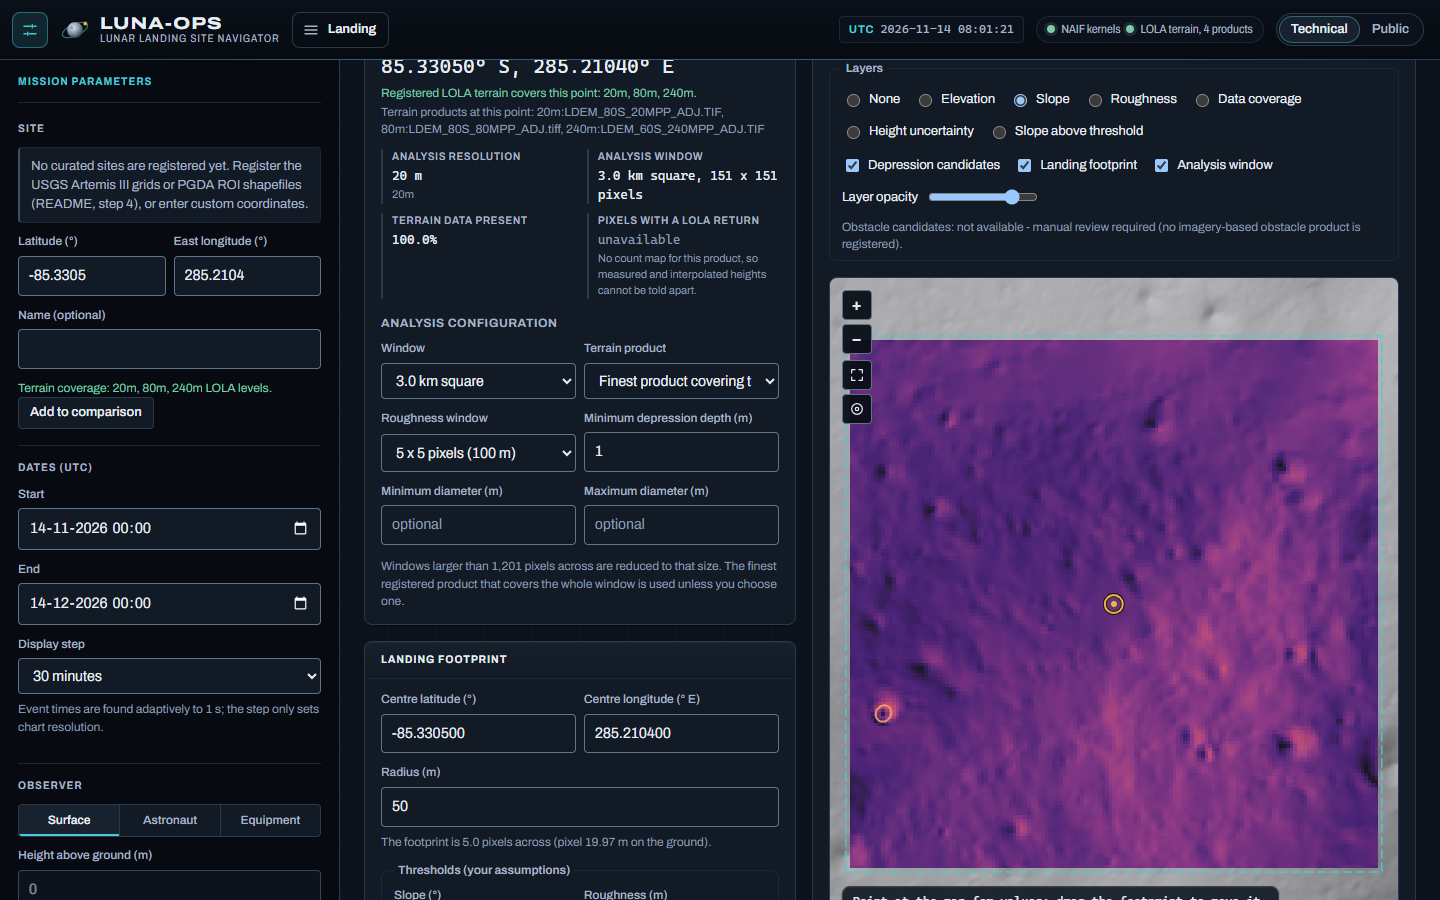 LUNA-OPS
LUNAR LANDING SITE NAVIGATOR
Landing
UTC 2026-11-14 08:01:21
NAIF kernels
LOLA terrain, 4 products
Technical
Public
MISSION PARAMETERS
SITE
No curated sites are registered yet. Register the
USGS Artemis III grids or PGDA ROI shapefiles
(README, step 4), or enter custom coordinates.
Latitude (°)
East longitude (°)
-85.3305
285.2104
Name (optional)
Terrain coverage: 20m, 80m, 240m LOLA levels.
Add to comparison
DATES (UTC)
Start
14-11-2026 00:00
End
14-12-2026 00:00
Display step
30 minutes
Event times are found adaptively to 1 s; the step only sets
chart resolution.
OBSERVER
Surface
Astronaut
Equipment
Height above ground (m)
0
85.33050° S, 285.21040° E
Registered LOLA terrain covers this point: 20m, 80m, 240m.
Terrain products at this point: 20m:LDEM_80S_20MPP_ADJ.TIF,
80m:LDEM_80S_80MPP_ADJ.tiff, 240m:LDEM_60S_240MPP_ADJ.TIF
ANALYSIS RESOLUTION
20 m
20m
ANALYSIS WINDOW
3.0 km square, 151 x 151
pixels
TERRAIN DATA PRESENT
100.0%
PIXELS WITH A LOLA RETURN
unavailable
No count map for this product, so
measured and interpolated heights
cannot be told apart.
ANALYSIS CONFIGURATION
Window
Terrain product
3.0 km square
Finest product covering t
Roughness window
Minimum depression depth (m)
5 x 5 pixels (100 m)
1
Minimum diameter (m)
Maximum diameter (m)
optional
optional
Windows larger than 1,201 pixels across are reduced to that size. The finest
registered product that covers the whole window is used unless you choose
one.
LANDING FOOTPRINT
Centre latitude (°)
Centre longitude (° E)
-85.330500
285.210400
Radius (m)
50
The footprint is 5.0 pixels across (pixel 19.97 m on the ground).
Thresholds (your assumptions)
Slope (°)
Roughness (m)
Layers
None
Elevation
Slope
Roughness
Data coverage
Height uncertainty
Slope above threshold
Depression candidates
Landing footprint
Analysis window
Layer opacity
Obstacle candidates: not available - manual review required (no imagery-based obstacle product is
registered).
+
−
Point at the map for values; drag the footprint to move it.